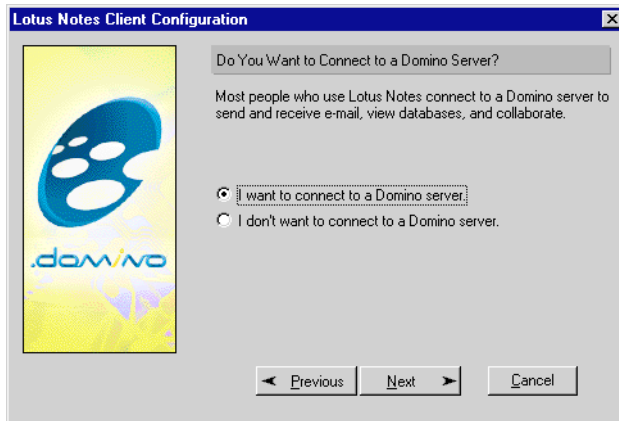 Lotus Notes Client Configuration
Do You Want to Connect to a Domino Server?
Most people who use Lotus Notes connect to a Domino server to
send and receive e-mail, view databases, and collaborate.
I want to connect to a Domino server.
I don't want to connect to a Domino server.
.domino
Previous
Next
Cancel